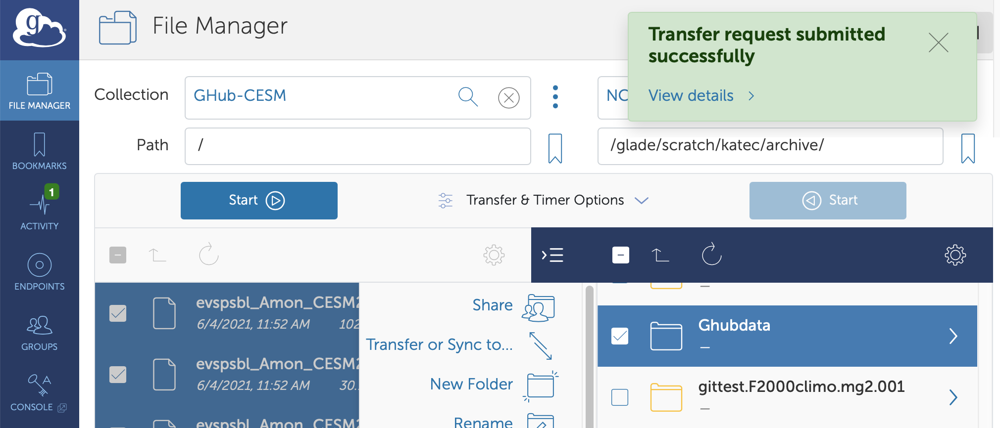 g
File Manager
Transfer request submitted
successfully
View details
FILE MANAGER
Collection
GHub-CESM
NC
Path
/
/glade/scratch/katec/archive/
BOOKMARKS
1
ACTIVITY
Start
Transfer & Timer Options
Start
ENDPOINTS
GROUPS
CONSOLE
evspsbl_Amon_CESM2
6/4/2021, 11:52 AM 102
evspsbl_Amon_CESM2
6/4/2021, 11:52 AM 30.
evspsbl_Amon_CESM2
Share
Transfer or Sync to...
New Folder
Rename
—
Ghubdata
—
gittest.F2000climo.mg2.001
—